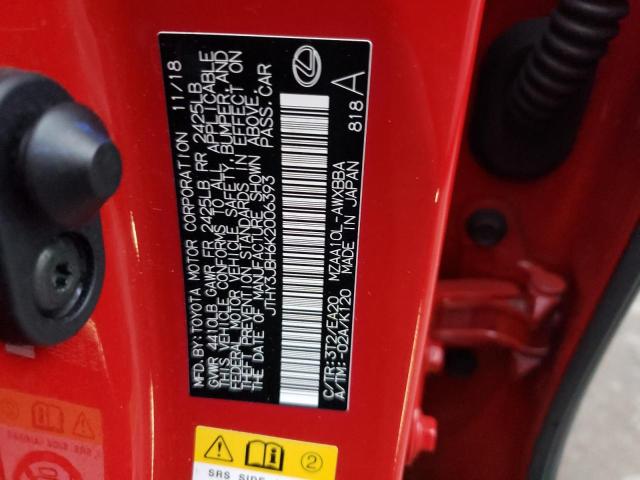 MFD. BY: TOYOTA MOTOR CORPORATION 11/18
GVWR 4410LB GAWR FR 2425LB RR 2425LB
THIS VEHICLE CONFORMS TO ALL APPLICABLE
FEDERAL MOTOR VEHICLE SAFETY, BUMPER, AND
THEFT PREVENTION STANDARDS IN EFFECT ON
THE DATE OF MANUFACTURE SHOWN ABOVE.
JTHY3JBH6K2006393 PASS. CAR
C/TR: 3T2/EA20 MZAA10L-AWXBBA
A/TM: -02A/K120 MADE IN JAPAN 818 A
2
SRS SIDE